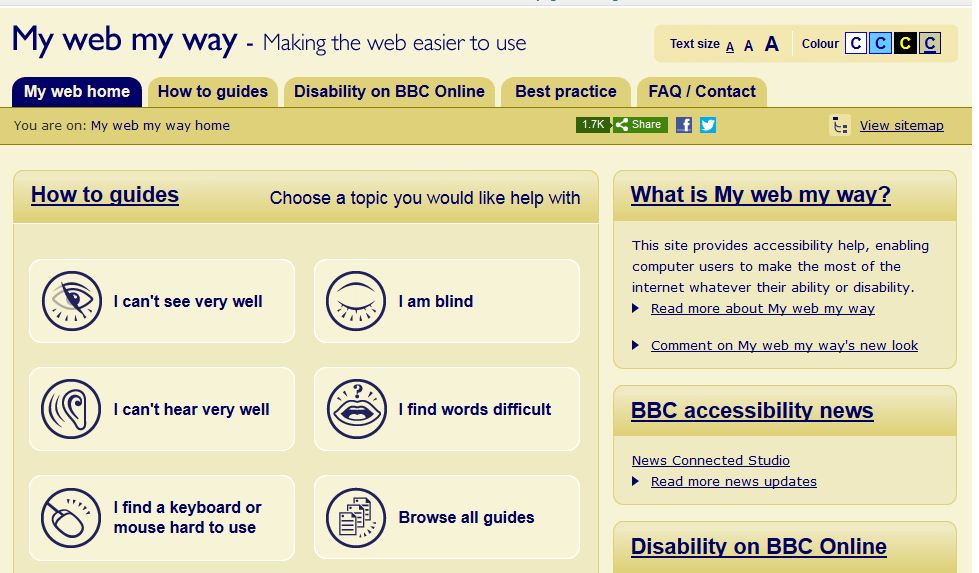 My web my way - Making the web easier to use
Text size A A A
Colour C C C C
My web home
How to guides
Disability on BBC Online
Best practice
FAQ / Contact
You are on: My web my way home
1.7K Share
View sitemap
How to guides
Choose a topic you would like help with
I can't see very well
I am blind
I can't hear very well
?
I find words difficult
I find a keyboard or
mouse hard to use
Browse all guides
What is My web my way?
This site provides accessibility help, enabling
computer users to make the most of the
internet whatever their ability or disability.
Read more about My web my way
Comment on My web my way's new look
BBC accessibility news
News Connected Studio
Read more news updates
Disability on BBC Online